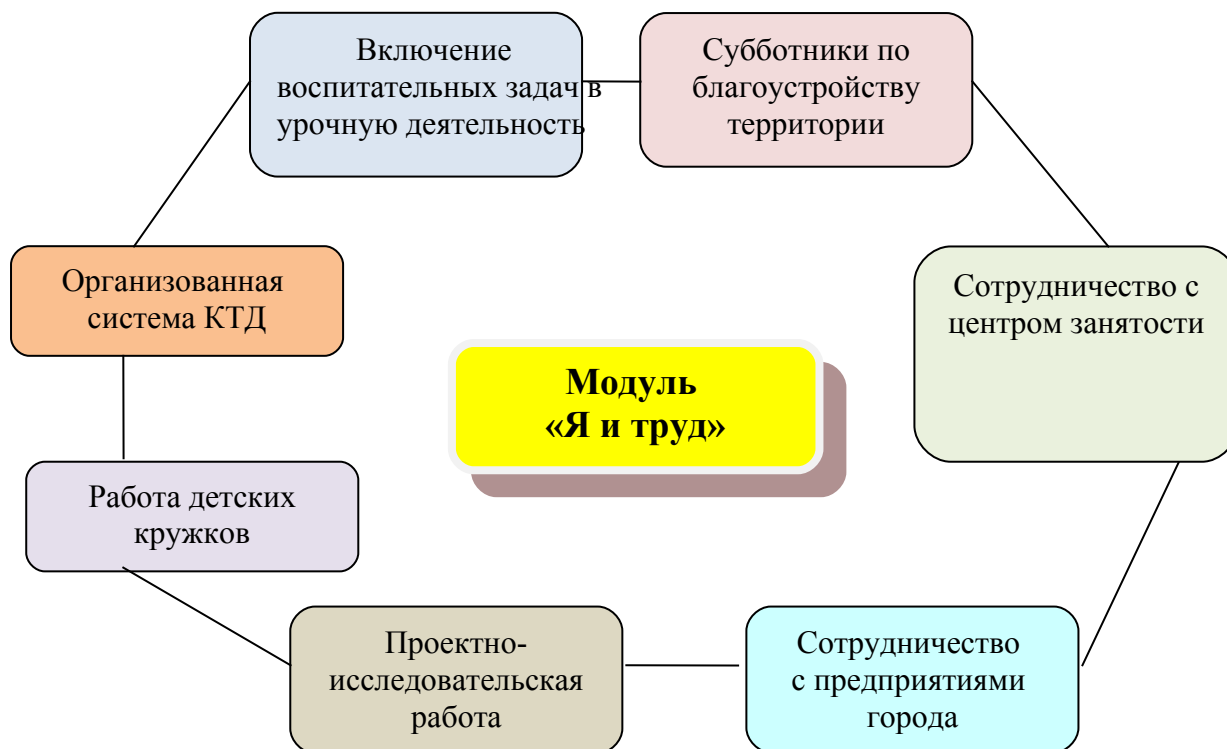 Включение
воспитательных задач в
урочную деятельность
Субботники по
благоустройству
территории
Организованная
система КТД
Сотрудничество с
центром занятости
Модуль
«Я и труд»
Работа детских
кружков
Проектно-
исследовательская
работа
Сотрудничество
с предприятиями
города